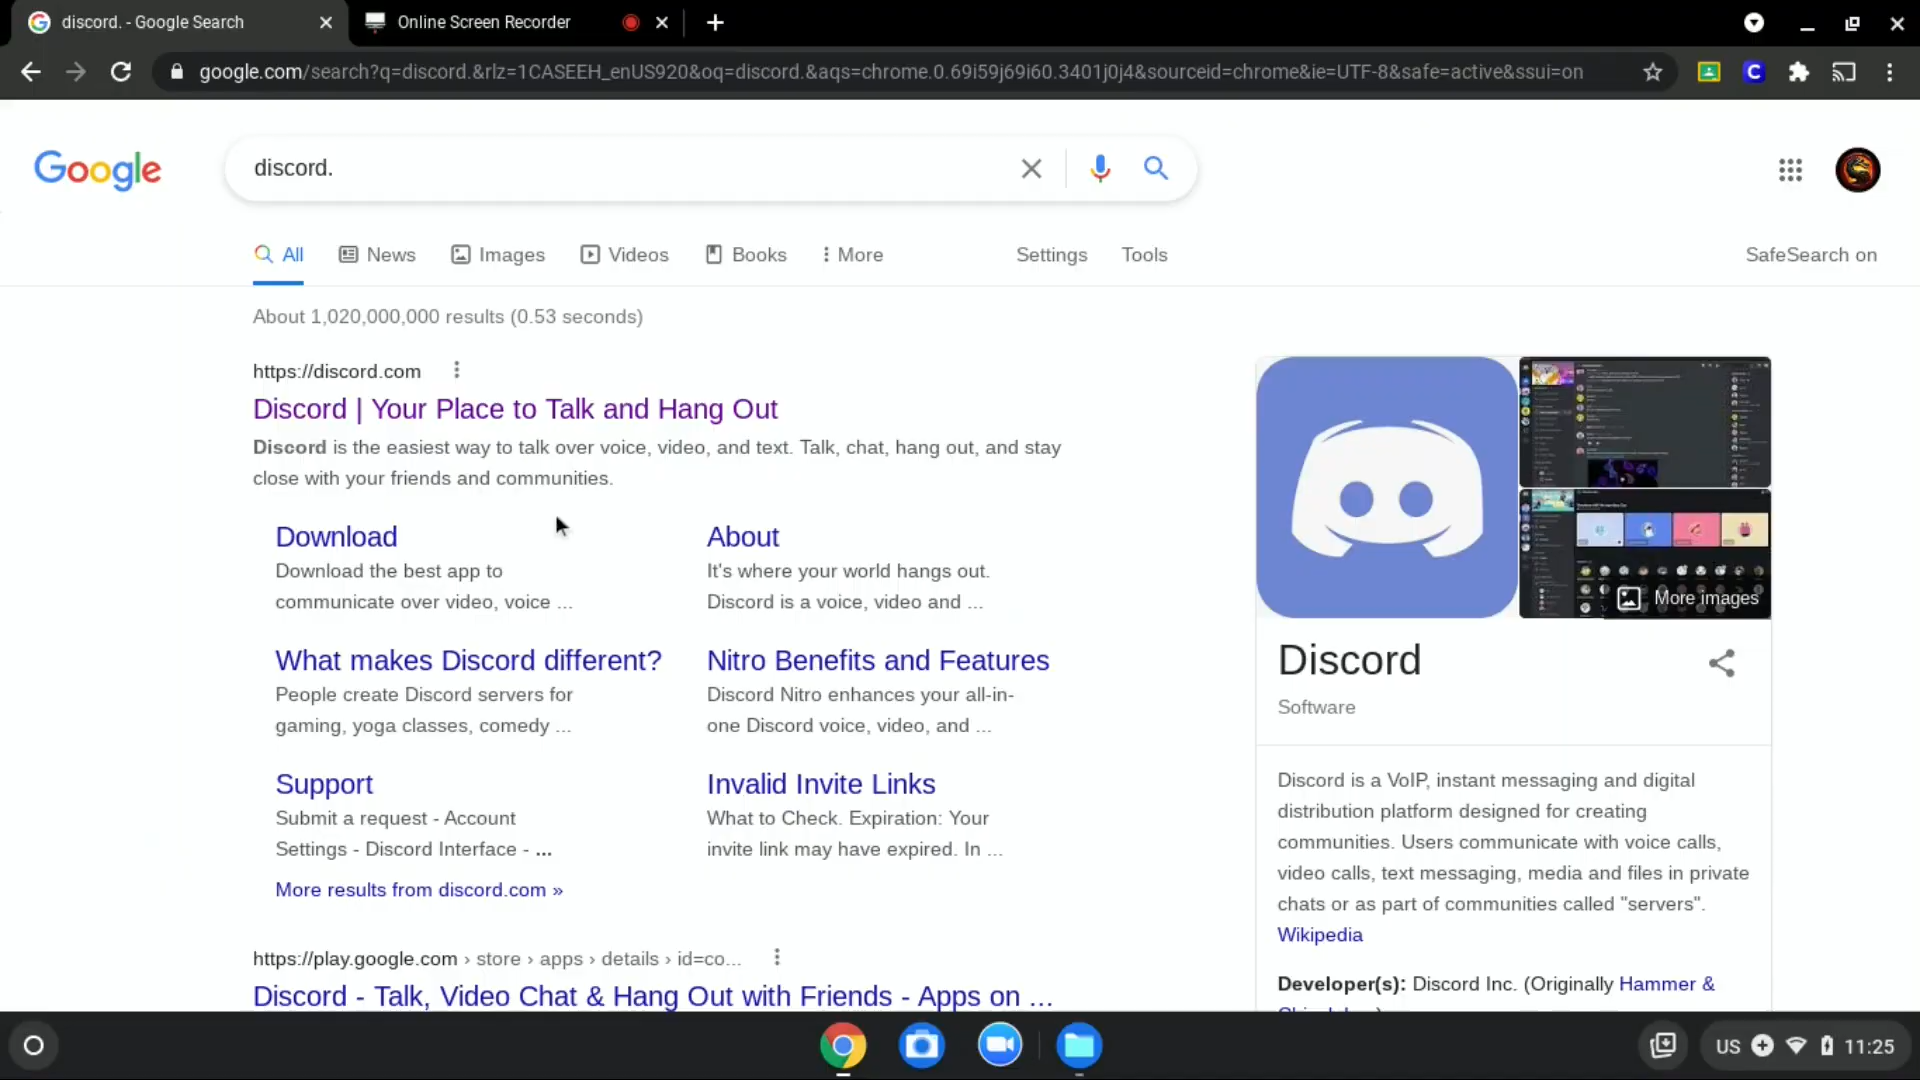 discord. - Google Search
Online Screen Recorder
google.com/search?q=discord.&rlz=1CASEEH_enUS920&oq=discord.&aqs=chrome.0.69i59j69i60.3401j0j4&sourceid=chrome&ie=UTF-8&safe=active&ssui=on
C
Google
discord.
All
News
Images
Videos
Books
More
Settings
Tools
SafeSearch on
About 1,020,000,000 results (0.53 seconds)
https://discord.com
Discord | Your Place to Talk and Hang Out
Discord is the easiest way to talk over voice, video, and text. Talk, chat, hang out, and stay
close with your friends and communities.
Download
Download the best app to
communicate over video, voice ...
About
It's where your world hangs out.
Discord is a voice, video and ...
What makes Discord different?
People create Discord servers for
gaming, yoga classes, comedy ...
Nitro Benefits and Features
Discord Nitro enhances your all-in-
one Discord voice, video, and ...
Support
Submit a request - Account
Settings - Discord Interface - ...
Invalid Invite Links
What to Check. Expiration: Your
invite link may have expired. In ...
More results from discord.com »
https://play.google.com › store › apps › details › id=co...
Discord - Talk, Video Chat & Hang Out with Friends - Apps on ...
More images
Discord
Software
Discord is a VoIP, instant messaging and digital
distribution platform designed for creating
communities. Users communicate with voice calls,
video calls, text messaging, media and files in private
chats or as part of communities called "servers".
Wikipedia
Developer(s): Discord Inc. (Originally Hammer &
US
11:25